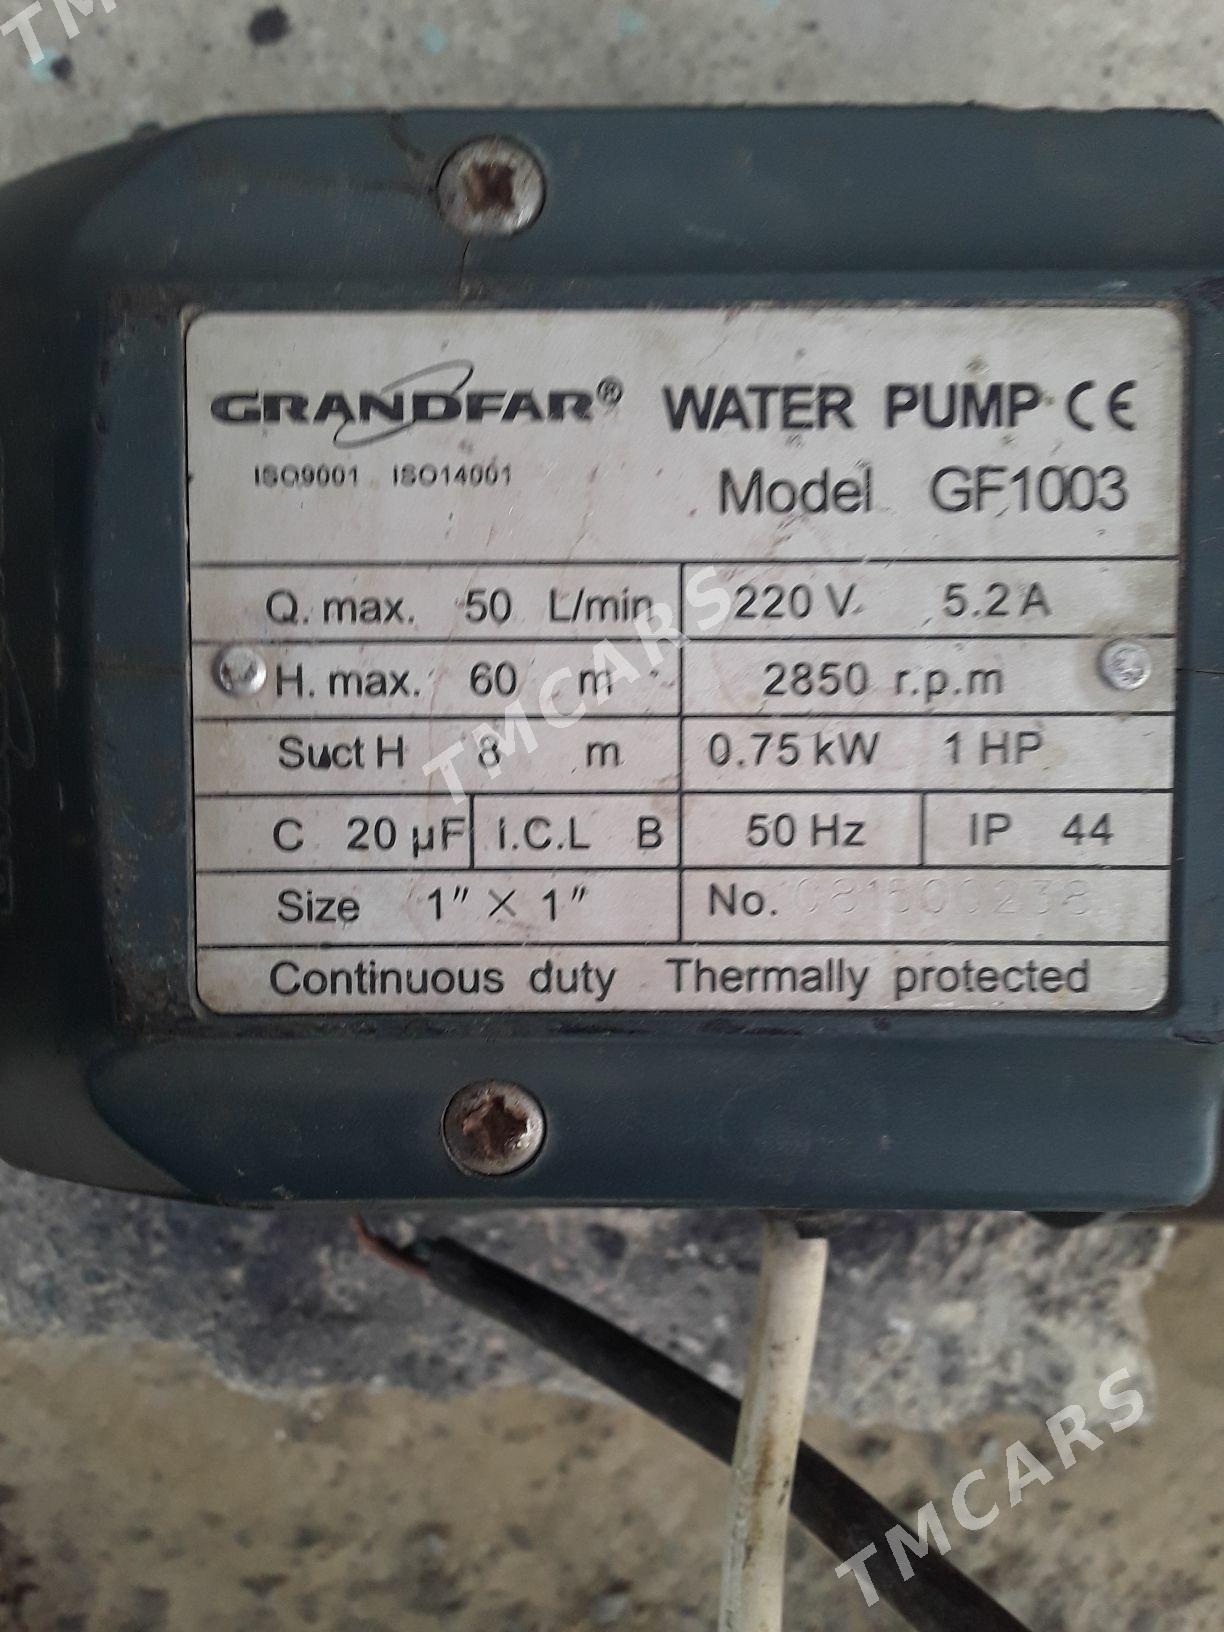 TMCARS
GRANDFAR® WATER PUMP CE
ISO9001 ISO14001
Model GF1003
Q. max. 50 L/min 220 V 5.2 A
H. max. 60 m 2850 r.p.m
Suct H 8 m 0.75 kW 1 HP
C 20 µF I.C.L B 50 Hz IP 44
Size 1" × 1" No.
Continuous duty Thermally protected
TMCARS
TMCARS